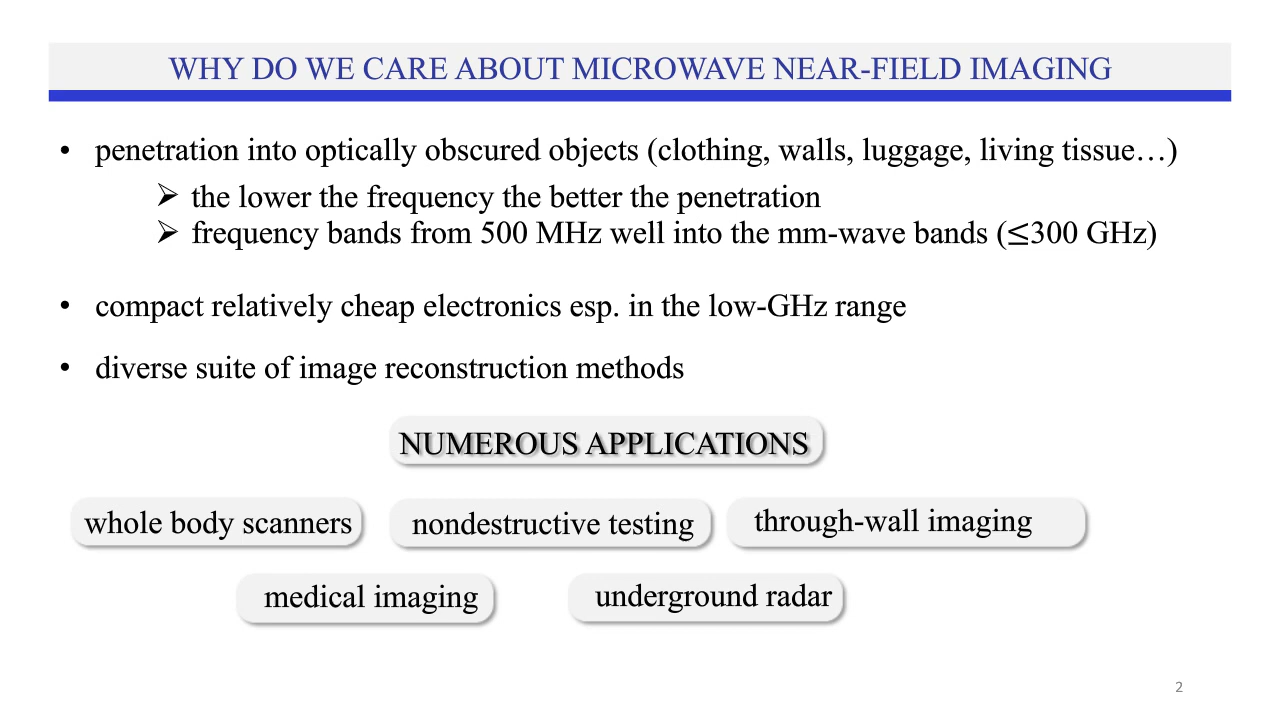 WHY DO WE CARE ABOUT MICROWAVE NEAR-FIELD IMAGING
• penetration into optically obscured objects (clothing, walls, luggage, living tissue…)
➢ the lower the frequency the better the penetration
➢ frequency bands from 500 MHz well into the mm-wave bands (≤300 GHz)
• compact relatively cheap electronics esp. in the low-GHz range
• diverse suite of image reconstruction methods
NUMEROUS APPLICATIONS
whole body scanners
nondestructive testing
through-wall imaging
medical imaging
underground radar
2